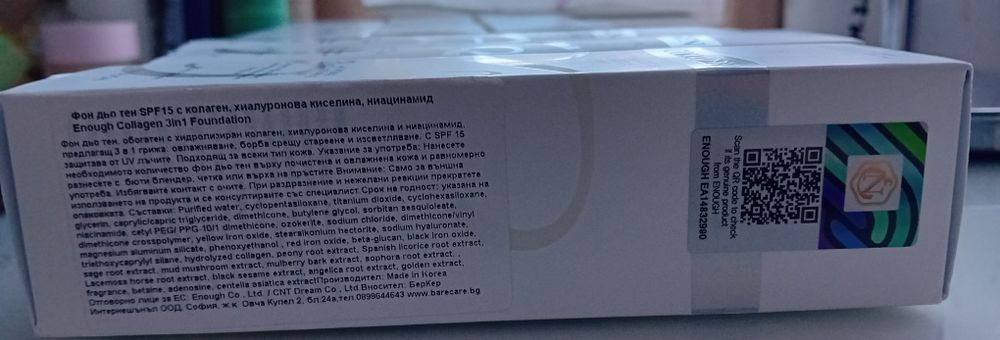 Фон дьо тен SPF15 с колаген, хиалуронова киселина, ниацинамид
Enough Collagen 3in1 Foundation
Фон дьо тен, обогатен с хидролизиран колаген, хиалуронова киселина и ниацинамид,
предлагащ 3 в 1 грижа: овлажняване, борба срещу стареене и изсветляване. С SPF 15
защитава от UV лъчите. Подходящ за всеки тип кожа. Указание за употреба: Нанесете
необходимото количество фон дьо тен върху почистена и овлажнена кожа и равномерно
разнесете с бюти блендер, четка или върха на пръстите Внимание: Само за външна
употреба. Избягвайте контакт с очите. При раздразнение и нежелани реакции прекратете
използването на продукта и се консултирайте със специалист.Срок на годност: указана на
опаковката. Съставки: Purified water, cyclopentasiloxane, titanium dioxide, cyclohexasiloxane,
glycerin, caprylic/capric triglyceride, dimethicone, butylene glycol, sorbitan sesquioleate,
niacinamide, cetyl PEG/ PPG-10/1 dimethicone, ozokerite, sodium chloride, dimethicone/vinyl
dimethicone crosspolymer, yellow iron oxide, stearalkonium hectorite, sodium hyaluronate,
magnesium aluminum silicate, phenoxyethanol , red iron oxide, beta-glucan, black iron oxide,
triethoxycaprylyl silane, hydrolyzed collagen, peony root extract, Spanish licorice root extract,
sage root extract, mud mushroom extract, mulberry bark extract, sophora root extract, ,
Lacemosa horse root extract, black sesame extract, angelica root extract, golden extract,
fragrance, betaine, adenosine, centella asiatica extractПроизводител: Made in Korea
Отговорно лице за ЕС: Enough Co., Ltd. / CNT Dream Co., Ltd.Вносител: БерКер
Интернешънъл ООД, София, ж.к. Овча Купел 2, бл.24а,тел.0899644643 www.barecare.bg
Scan the QR code to check
if its genuine product
from ENOUGH
ENOUGH EA14832990